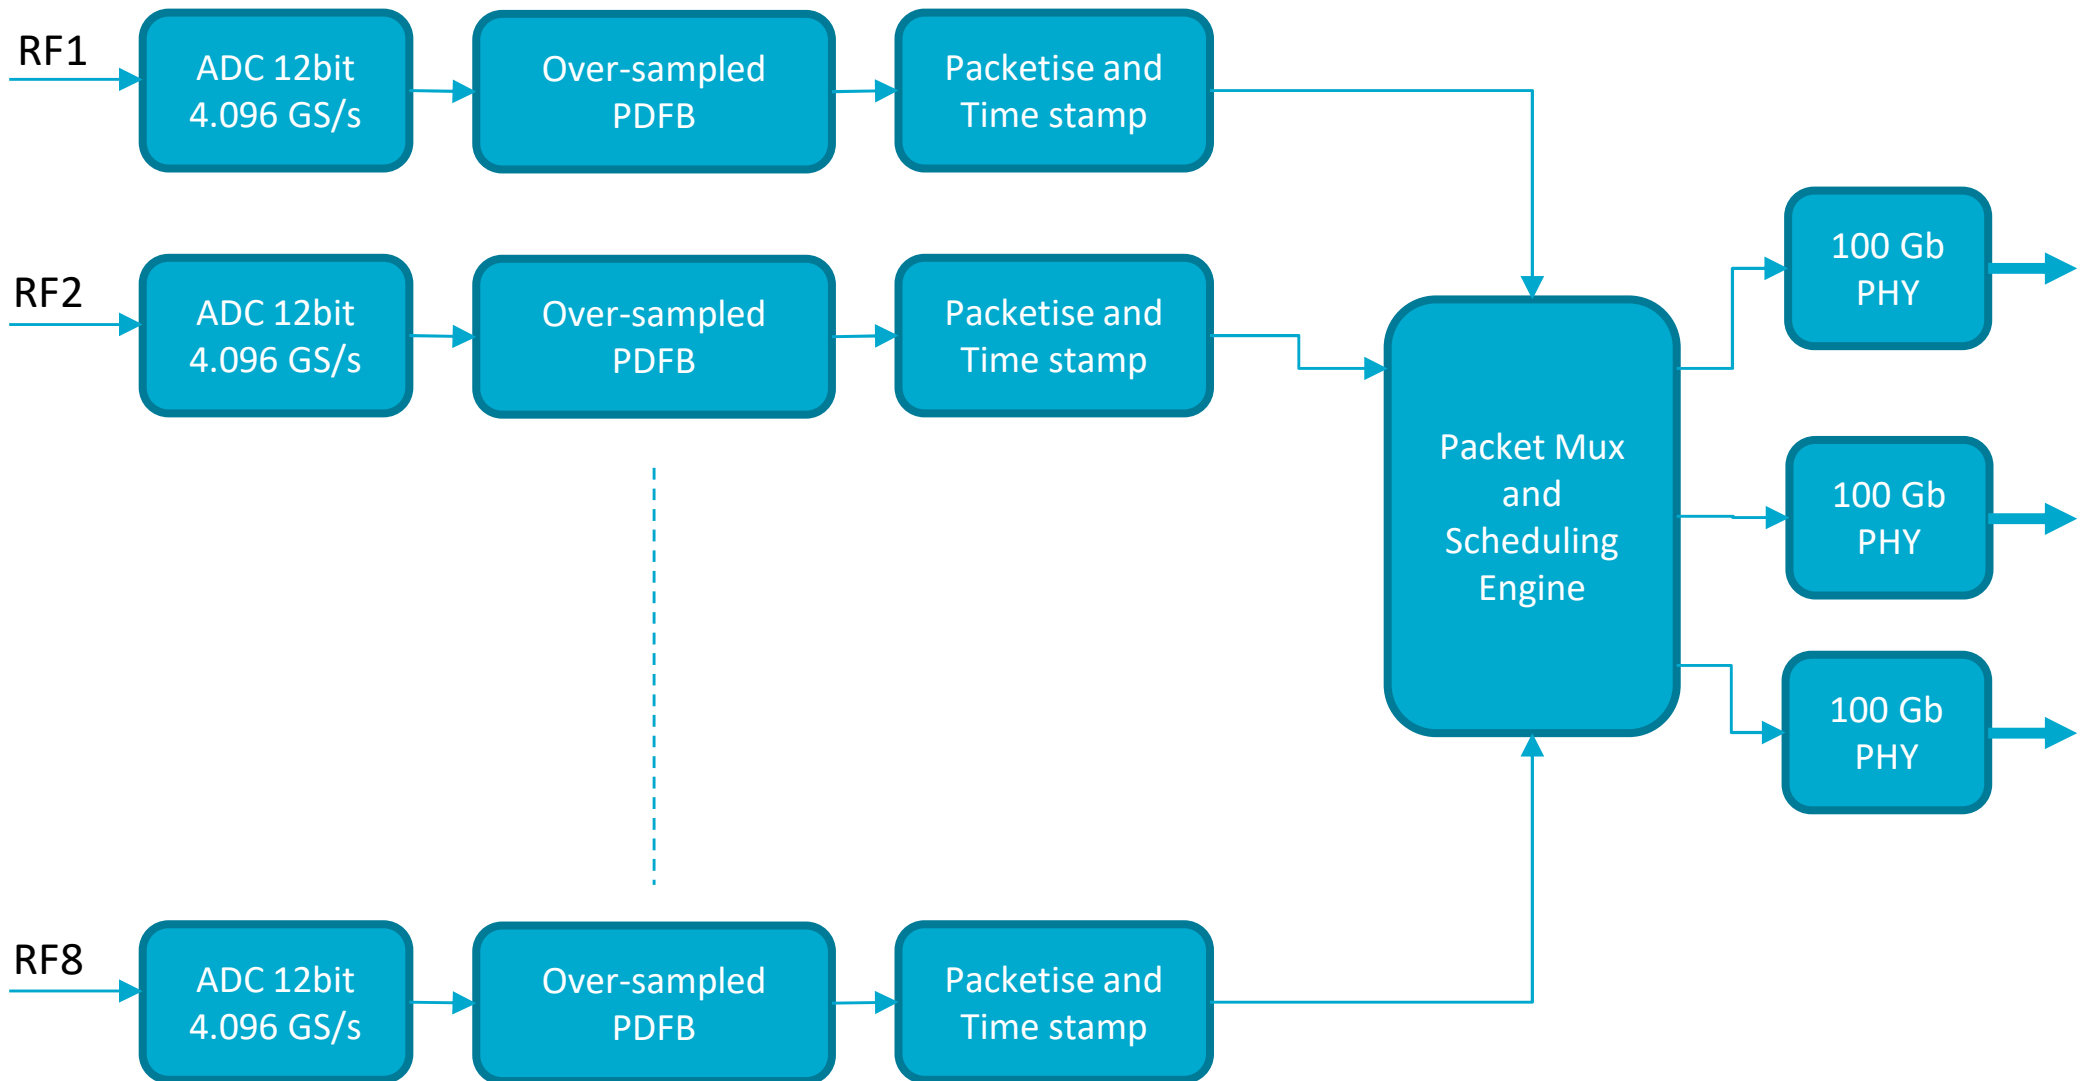 RF1
ADC 12bit
4.096 GS/s
Over-sampled
PDFB
Packetise and
Time stamp
RF2
ADC 12bit
4.096 GS/s
Over-sampled
PDFB
Packetise and
Time stamp
RF8
ADC 12bit
4.096 GS/s
Over-sampled
PDFB
Packetise and
Time stamp
Packet Mux
and
Scheduling
Engine
100 Gb
PHY
100 Gb
PHY
100 Gb
PHY